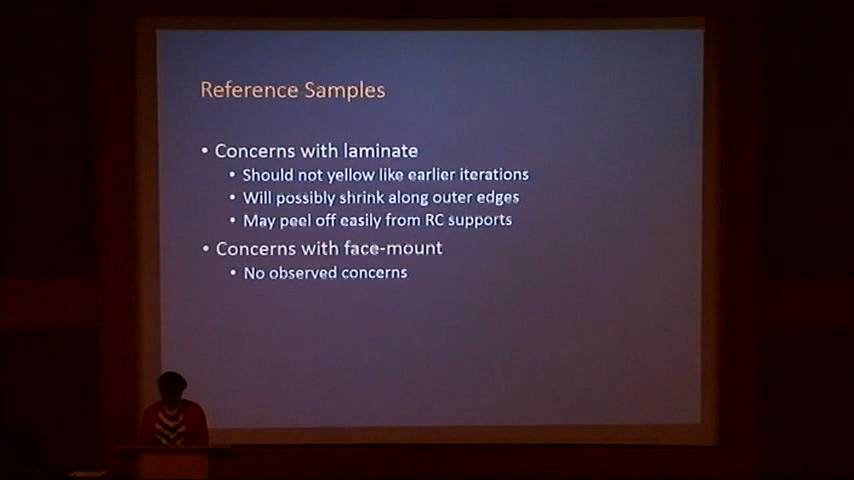 Reference Samples
• Concerns with laminate
• Should not yellow like earlier iterations
• Will possibly shrink along outer edges
• May peel off easily from RC supports
• Concerns with face-mount
• No observed concerns